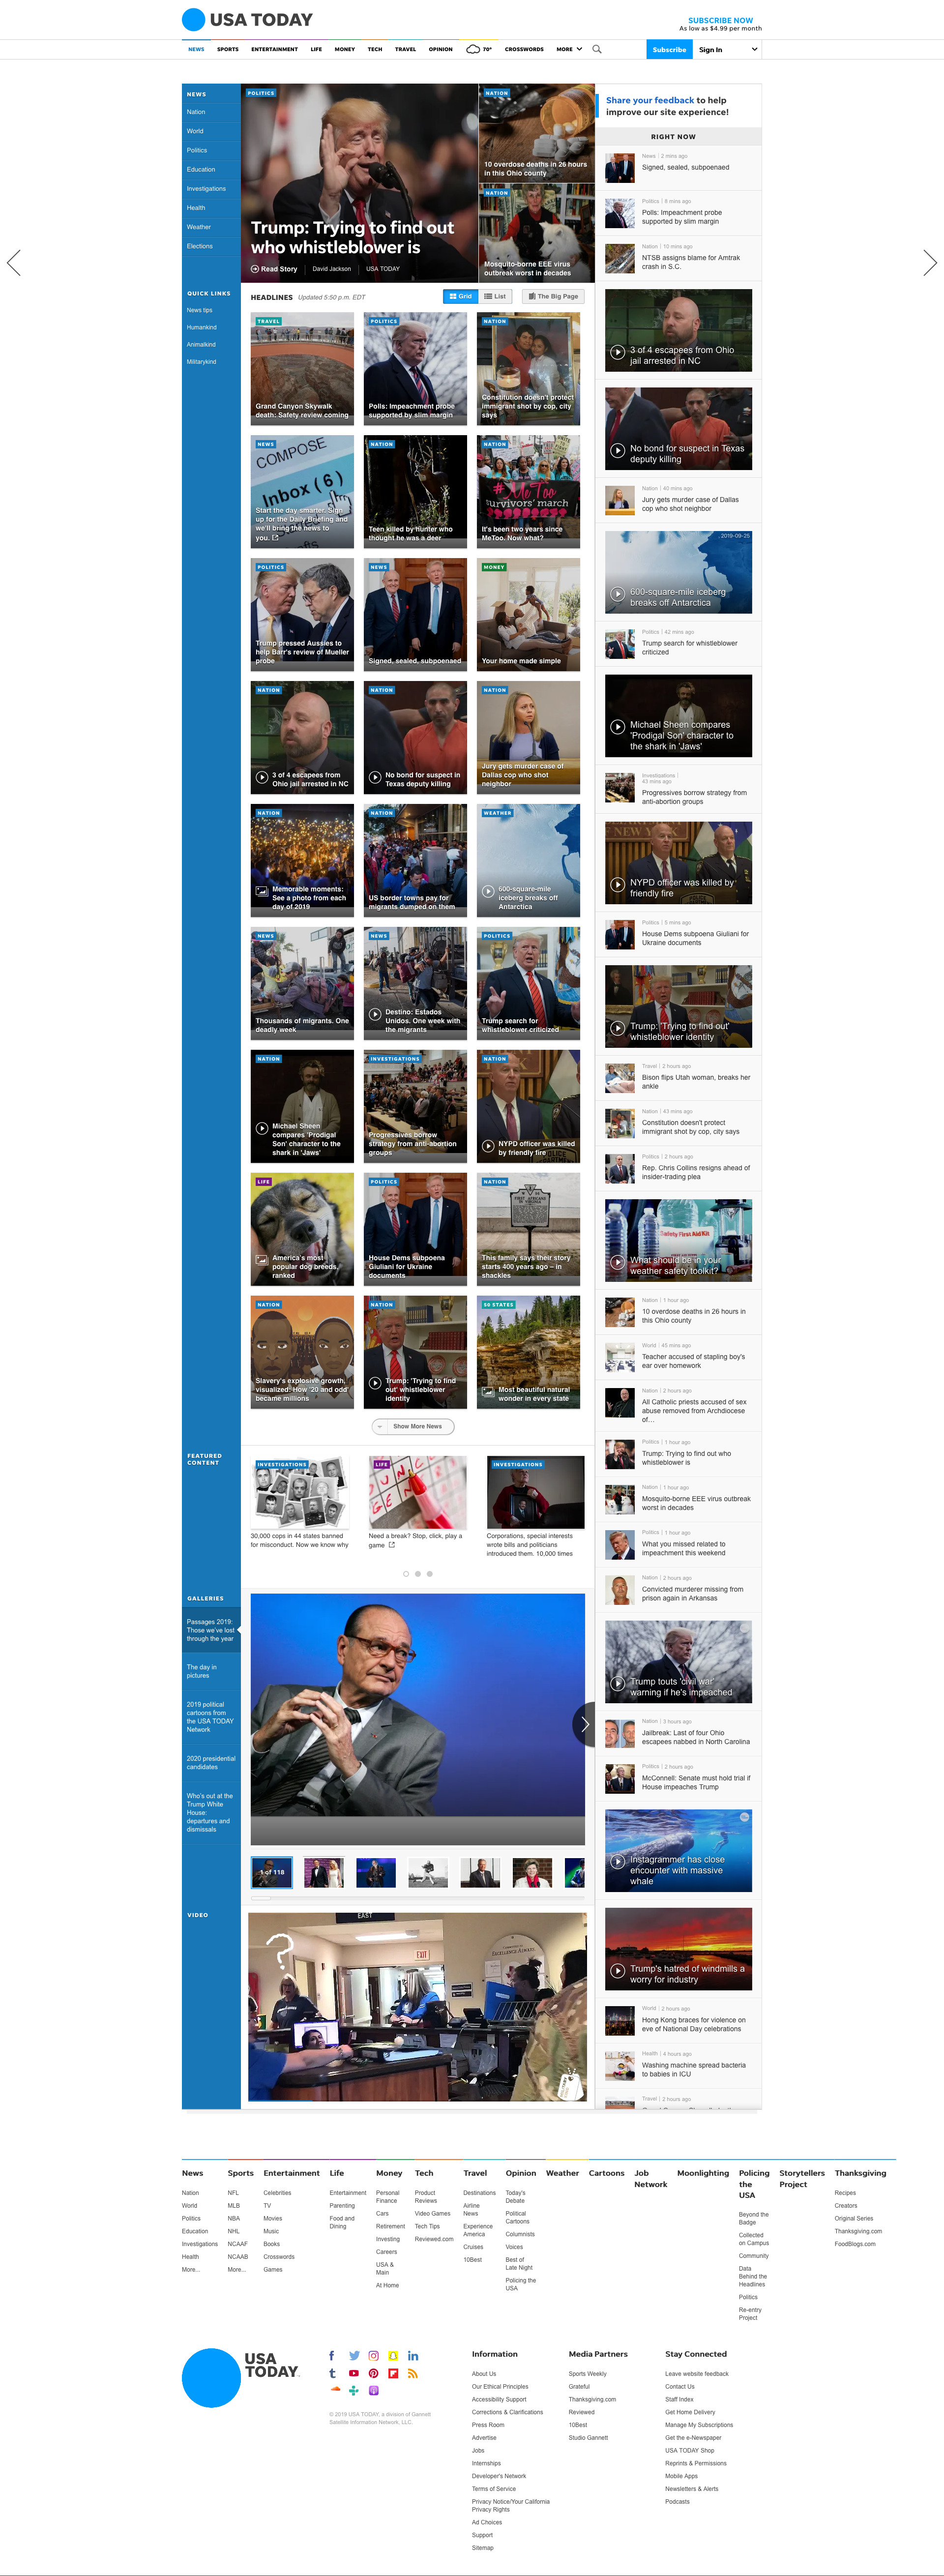 USA TODAY
SUBSCRIBE NOW
As low as $4.99 per month
NEWS
SPORTS
ENTERTAINMENT
LIFE
MONEY
TECH
TRAVEL
OPINION
70°
CROSSWORDS
MORE
Subscribe
Sign In
NEWS
Nation
World
Politics
Education
Investigations
Health
Weather
Elections
QUICK LINKS
News tips
Humankind
Animalkind
Militarykind
POLITICS
Trump: Trying to find out
who whistleblower is
Read Story
David Jackson
USA TODAY
NATION
10 overdose deaths in 26 hours
in this Ohio county
NATION
Mosquito-borne EEE virus
outbreak worst in decades
HEADLINES
Updated 5:50 p.m. EDT
Grid
List
The Big Page
TRAVEL
Grand Canyon Skywalk
death: Safety review coming
POLITICS
Polls: Impeachment probe
supported by slim margin
NATION
Constitution doesn't protect
immigrant shot by cop, city
says
NEWS
COMPOSE
Inbox (6)
Start the day smarter. Sign
up for the Daily Briefing and
we'll bring the news to
you.
NATION
Teen killed by hunter who
thought he was a deer
NATION
#MeToo
survivors' march
It's been two years since
MeToo. Now what?
POLITICS
Trump pressed Aussies to
help Barr's review of Mueller
probe
NEWS
Signed, sealed, subpoenaed
MONEY
Your home made simple
NATION
3 of 4 escapees from
Ohio jail arrested in NC
NATION
No bond for suspect in
Texas deputy killing
NATION
Jury gets murder case of
Dallas cop who shot
neighbor
NATION
Memorable moments:
See a photo from each
day of 2019
NATION
US border towns pay for
migrants dumped on them
WEATHER
600-square-mile
iceberg breaks off
Antarctica
NEWS
Thousands of migrants. One
deadly week
NEWS
Destino: Estados
Unidos. One week with
the migrants
POLITICS
Trump search for
whistleblower criticized
NATION
Michael Sheen
compares 'Prodigal
Son' character to the
shark in 'Jaws'
INVESTIGATIONS
Progressives borrow
strategy from anti-abortion
groups
NATION
NYPD officer was killed
by friendly fire
LIFE
America's most
popular dog breeds,
ranked
POLITICS
House Dems subpoena
Giuliani for Ukraine
documents
NATION
This family says their story
starts 400 years ago – in
shackles
NATION
Slavery's explosive growth,
visualized: How '20 and odd'
became millions
NATION
Trump: 'Trying to find
out' whistleblower
identity
50 STATES
Most beautiful natural
wonder in every state
Show More News
FEATURED
CONTENT
INVESTIGATIONS
30,000 cops in 44 states banned
for misconduct. Now we know why
LIFE
Need a break? Stop, click, play a
game
INVESTIGATIONS
Corporations, special interests
wrote bills and politicians
introduced them. 10,000 times
GALLERIES
Passages 2019:
Those we've lost
through the year
The day in
pictures
2019 political
cartoons from
the USA TODAY
Network
2020 presidential
candidates
Who's out at the
Trump White
House:
departures and
dismissals
1 of 118
VIDEO
EAST
EXIT
Share your feedback to help
improve our site experience!
RIGHT NOW
News | 2 mins ago
Signed, sealed, subpoenaed
Politics | 8 mins ago
Polls: Impeachment probe
supported by slim margin
Nation | 10 mins ago
NTSB assigns blame for Amtrak
crash in S.C.
3 of 4 escapees from Ohio
jail arrested in NC
No bond for suspect in Texas
deputy killing
Nation | 40 mins ago
Jury gets murder case of Dallas
cop who shot neighbor
2019-09-25
600-square-mile iceberg
breaks off Antarctica
Politics | 42 mins ago
Trump search for whistleblower
criticized
Michael Sheen compares
'Prodigal Son' character to
the shark in 'Jaws'
Investigations |
43 mins ago
Progressives borrow strategy from
anti-abortion groups
NYPD officer was killed by
friendly fire
Politics | 5 mins ago
House Dems subpoena Giuliani for
Ukraine documents
Trump: 'Trying to find out'
whistleblower identity
Travel | 2 hours ago
Bison flips Utah woman, breaks her
ankle
Nation | 43 mins ago
Constitution doesn't protect
immigrant shot by cop, city says
Politics | 2 hours ago
Rep. Chris Collins resigns ahead of
insider-trading plea
Safety First Aid Kit
What should be in your
weather safety toolkit?
Nation | 1 hour ago
10 overdose deaths in 26 hours in
this Ohio county
World | 45 mins ago
Teacher accused of stapling boy's
ear over homework
Nation | 2 hours ago
All Catholic priests accused of sex
abuse removed from Archdiocese
of…
Politics | 1 hour ago
Trump: Trying to find out who
whistleblower is
Nation | 1 hour ago
Mosquito-borne EEE virus outbreak
worst in decades
Politics | 1 hour ago
What you missed related to
impeachment this weekend
Nation | 2 hours ago
Convicted murderer missing from
prison again in Arkansas
Trump touts 'civil war'
warning if he's impeached
Nation | 3 hours ago
Jailbreak: Last of four Ohio
escapees nabbed in North Carolina
Politics | 2 hours ago
McConnell: Senate must hold trial if
House impeaches Trump
Instagrammer has close
encounter with massive
whale
Trump's hatred of windmills a
worry for industry
World | 2 hours ago
Hong Kong braces for violence on
eve of National Day celebrations
Health | 4 hours ago
Washing machine spread bacteria
to babies in ICU
Travel | 2 hours ago
News
Nation
World
Politics
Education
Investigations
Health
More...
Sports
NFL
MLB
NBA
NHL
NCAAF
NCAAB
More...
Entertainment
Celebrities
TV
Movies
Music
Books
Crosswords
Games
Life
Entertainment
Parenting
Food and
Dining
Money
Personal
Finance
Cars
Retirement
Investing
Careers
USA &
Main
At Home
Tech
Product
Reviews
Video Games
Tech Tips
Reviewed.com
Travel
Destinations
Airline
News
Experience
America
Cruises
10Best
Opinion
Today's
Debate
Political
Cartoons
Columnists
Voices
Best of
Late Night
Policing the
USA
Weather
Cartoons
Job
Network
Moonlighting
Policing
the
USA
Beyond the
Badge
Collected
on Campus
Community
Data
Behind the
Headlines
Politics
Re-entry
Project
Storytellers
Project
Thanksgiving
Recipes
Creators
Original Series
Thanksgiving.com
FoodBlogs.com
USA
TODAY
© 2019 USA TODAY, a division of Gannett
Satellite Information Network, LLC.
Information
About Us
Our Ethical Principles
Accessibility Support
Corrections & Clarifications
Press Room
Advertise
Jobs
Internships
Developer's Network
Terms of Service
Privacy Notice/Your California
Privacy Rights
Ad Choices
Support
Sitemap
Media Partners
Sports Weekly
Grateful
Thanksgiving.com
Reviewed
10Best
Studio Gannett
Stay Connected
Leave website feedback
Contact Us
Staff Index
Get Home Delivery
Manage My Subscriptions
Get the e-Newspaper
USA TODAY Shop
Reprints & Permissions
Mobile Apps
Newsletters & Alerts
Podcasts